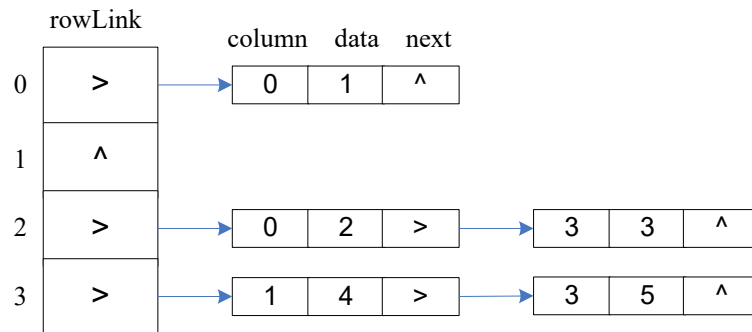 rowLink
column data next
0 > 0 1 ^
1 ^
2 > 0 2 > 3 3 ^
3 > 1 4 > 3 5 ^